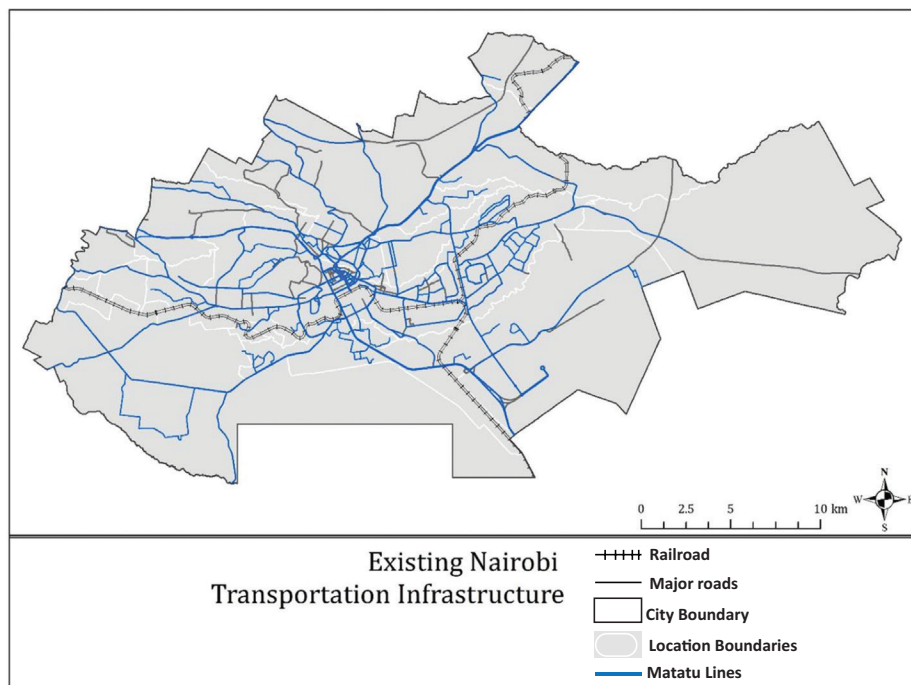 N
W
E
S
0 2.5 5 10 km
Existing Nairobi
Transportation Infrastructure
Railroad
Major roads
City Boundary
Location Boundaries
Matatu Lines